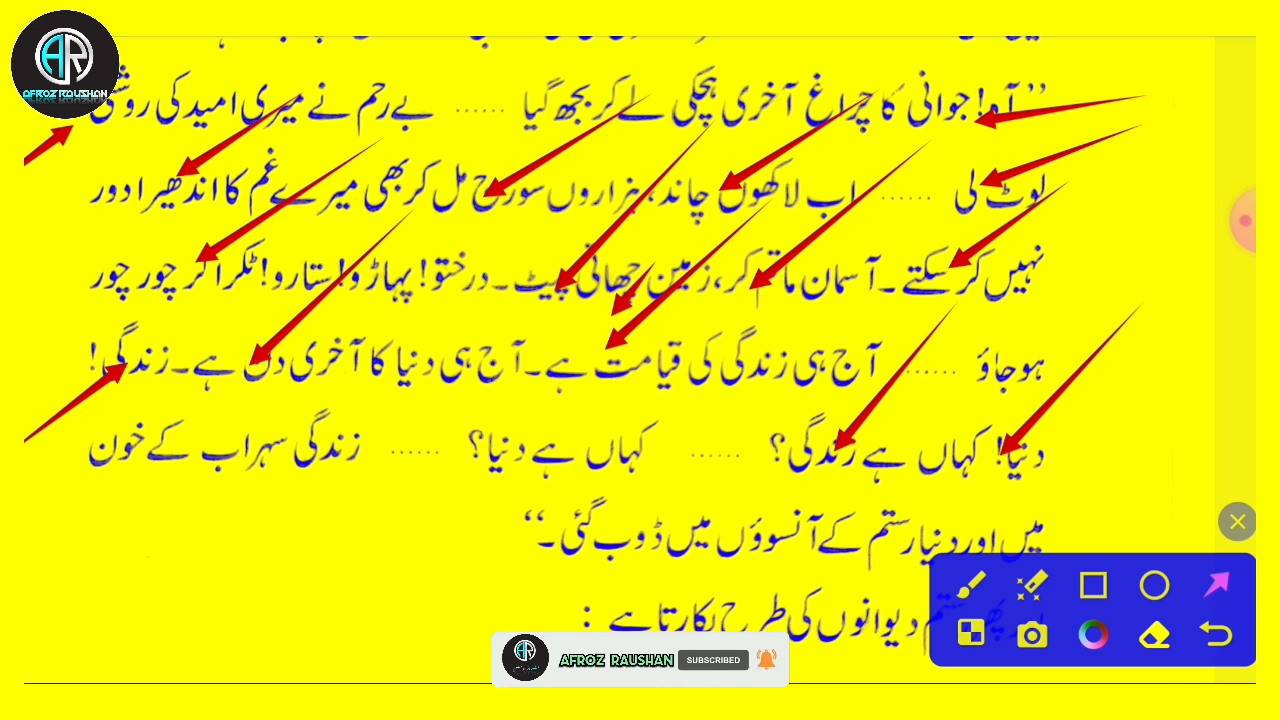 AFROZ RAUSHAN
’’آہ! جوانی کا چراغ آخری ہچکی لے کر بجھ گیا ...... بے رحم نے میری امید کی روشنی
لوٹ لی ...... اب لاکھوں چاند، ہزاروں سورج مل کر بھی میرے غم کا اندھیرا دور
نہیں کر سکتے۔ آسمان ماتم کر، زمین چھاتی پیٹ۔ درختو! پہاڑو! ستارو! ٹکرا کر چور چور
ہوجاؤ ...... آج ہی زندگی کی قیامت ہے۔ آج ہی دنیا کا آخری دن ہے۔ زندگی!
دنیا! کہاں ہے زندگی؟ ...... کہاں ہے دنیا؟ ...... زندگی سہراب کے خون
میں اور دنیا رستم کے آنسوؤں میں ڈوب گئی۔‘‘
رستم دیوانوں کی طرح پکارتا ہے :
AFROZ RAUSHAN SUBSCRIBED